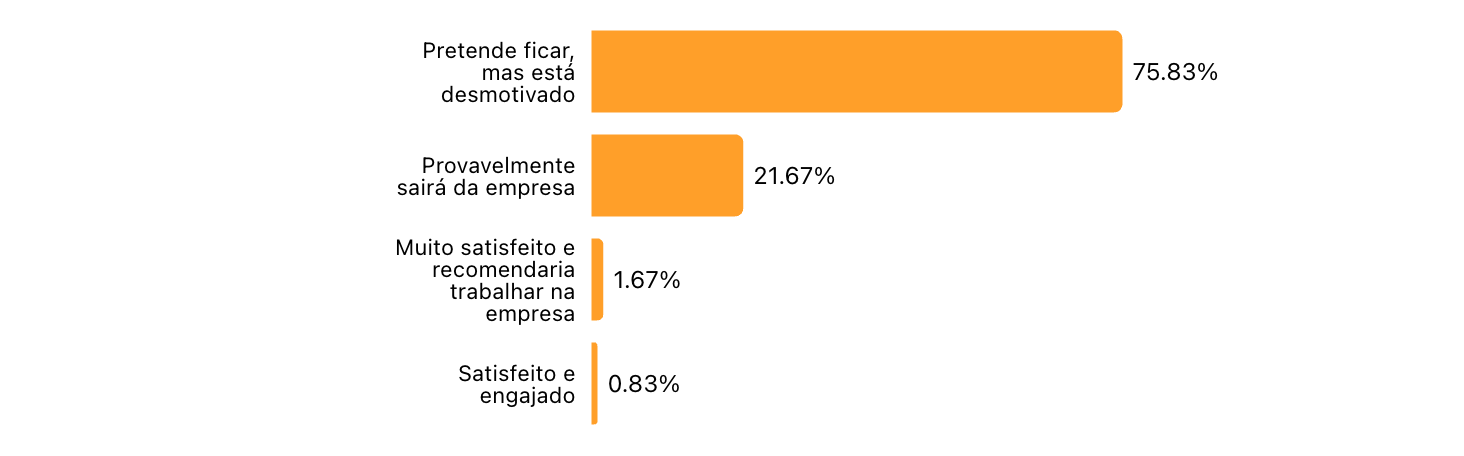 Pretende ficar,
mas está
desmotivado
75.83%
Provavelmente
sairá da empresa
21.67%
Muito satisfeito e
recomendaria
trabalhar na
empresa
1.67%
Satisfeito e
engajado
0.83%